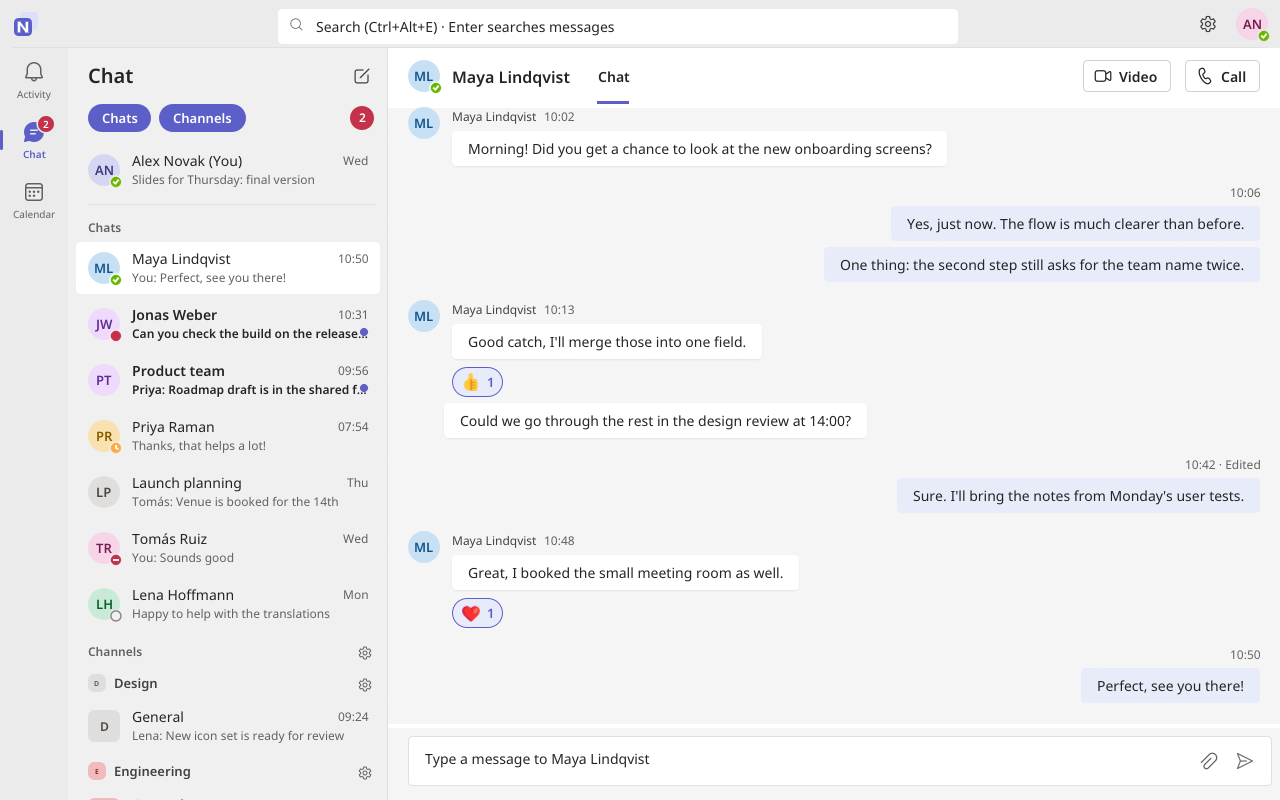 N
Search (Ctrl+Alt+E) · Enter searches messages
AN
Activity
2
Chat
Calendar
Chat
Chats
Channels
2
AN
Alex Novak (You)
Wed
Slides for Thursday: final version
Chats
ML
Maya Lindqvist
10:50
You: Perfect, see you there!
JW
Jonas Weber
10:31
Can you check the build on the release...
PT
Product team
09:56
Priya: Roadmap draft is in the shared f...
PR
Priya Raman
07:54
Thanks, that helps a lot!
LP
Launch planning
Thu
Tomás: Venue is booked for the 14th
TR
Tomás Ruiz
Wed
You: Sounds good
LH
Lena Hoffmann
Mon
Happy to help with the translations
Channels
D
Design
D
General
09:24
Lena: New icon set is ready for review
E
Engineering
ML
Maya Lindqvist
Chat
Video
Call
ML
Maya Lindqvist 10:02
Morning! Did you get a chance to look at the new onboarding screens?
10:06
Yes, just now. The flow is much clearer than before.
One thing: the second step still asks for the team name twice.
ML
Maya Lindqvist 10:13
Good catch, I'll merge those into one field.
👍 1
Could we go through the rest in the design review at 14:00?
10:42 · Edited
Sure. I'll bring the notes from Monday's user tests.
ML
Maya Lindqvist 10:48
Great, I booked the small meeting room as well.
❤️ 1
10:50
Perfect, see you there!
Type a message to Maya Lindqvist